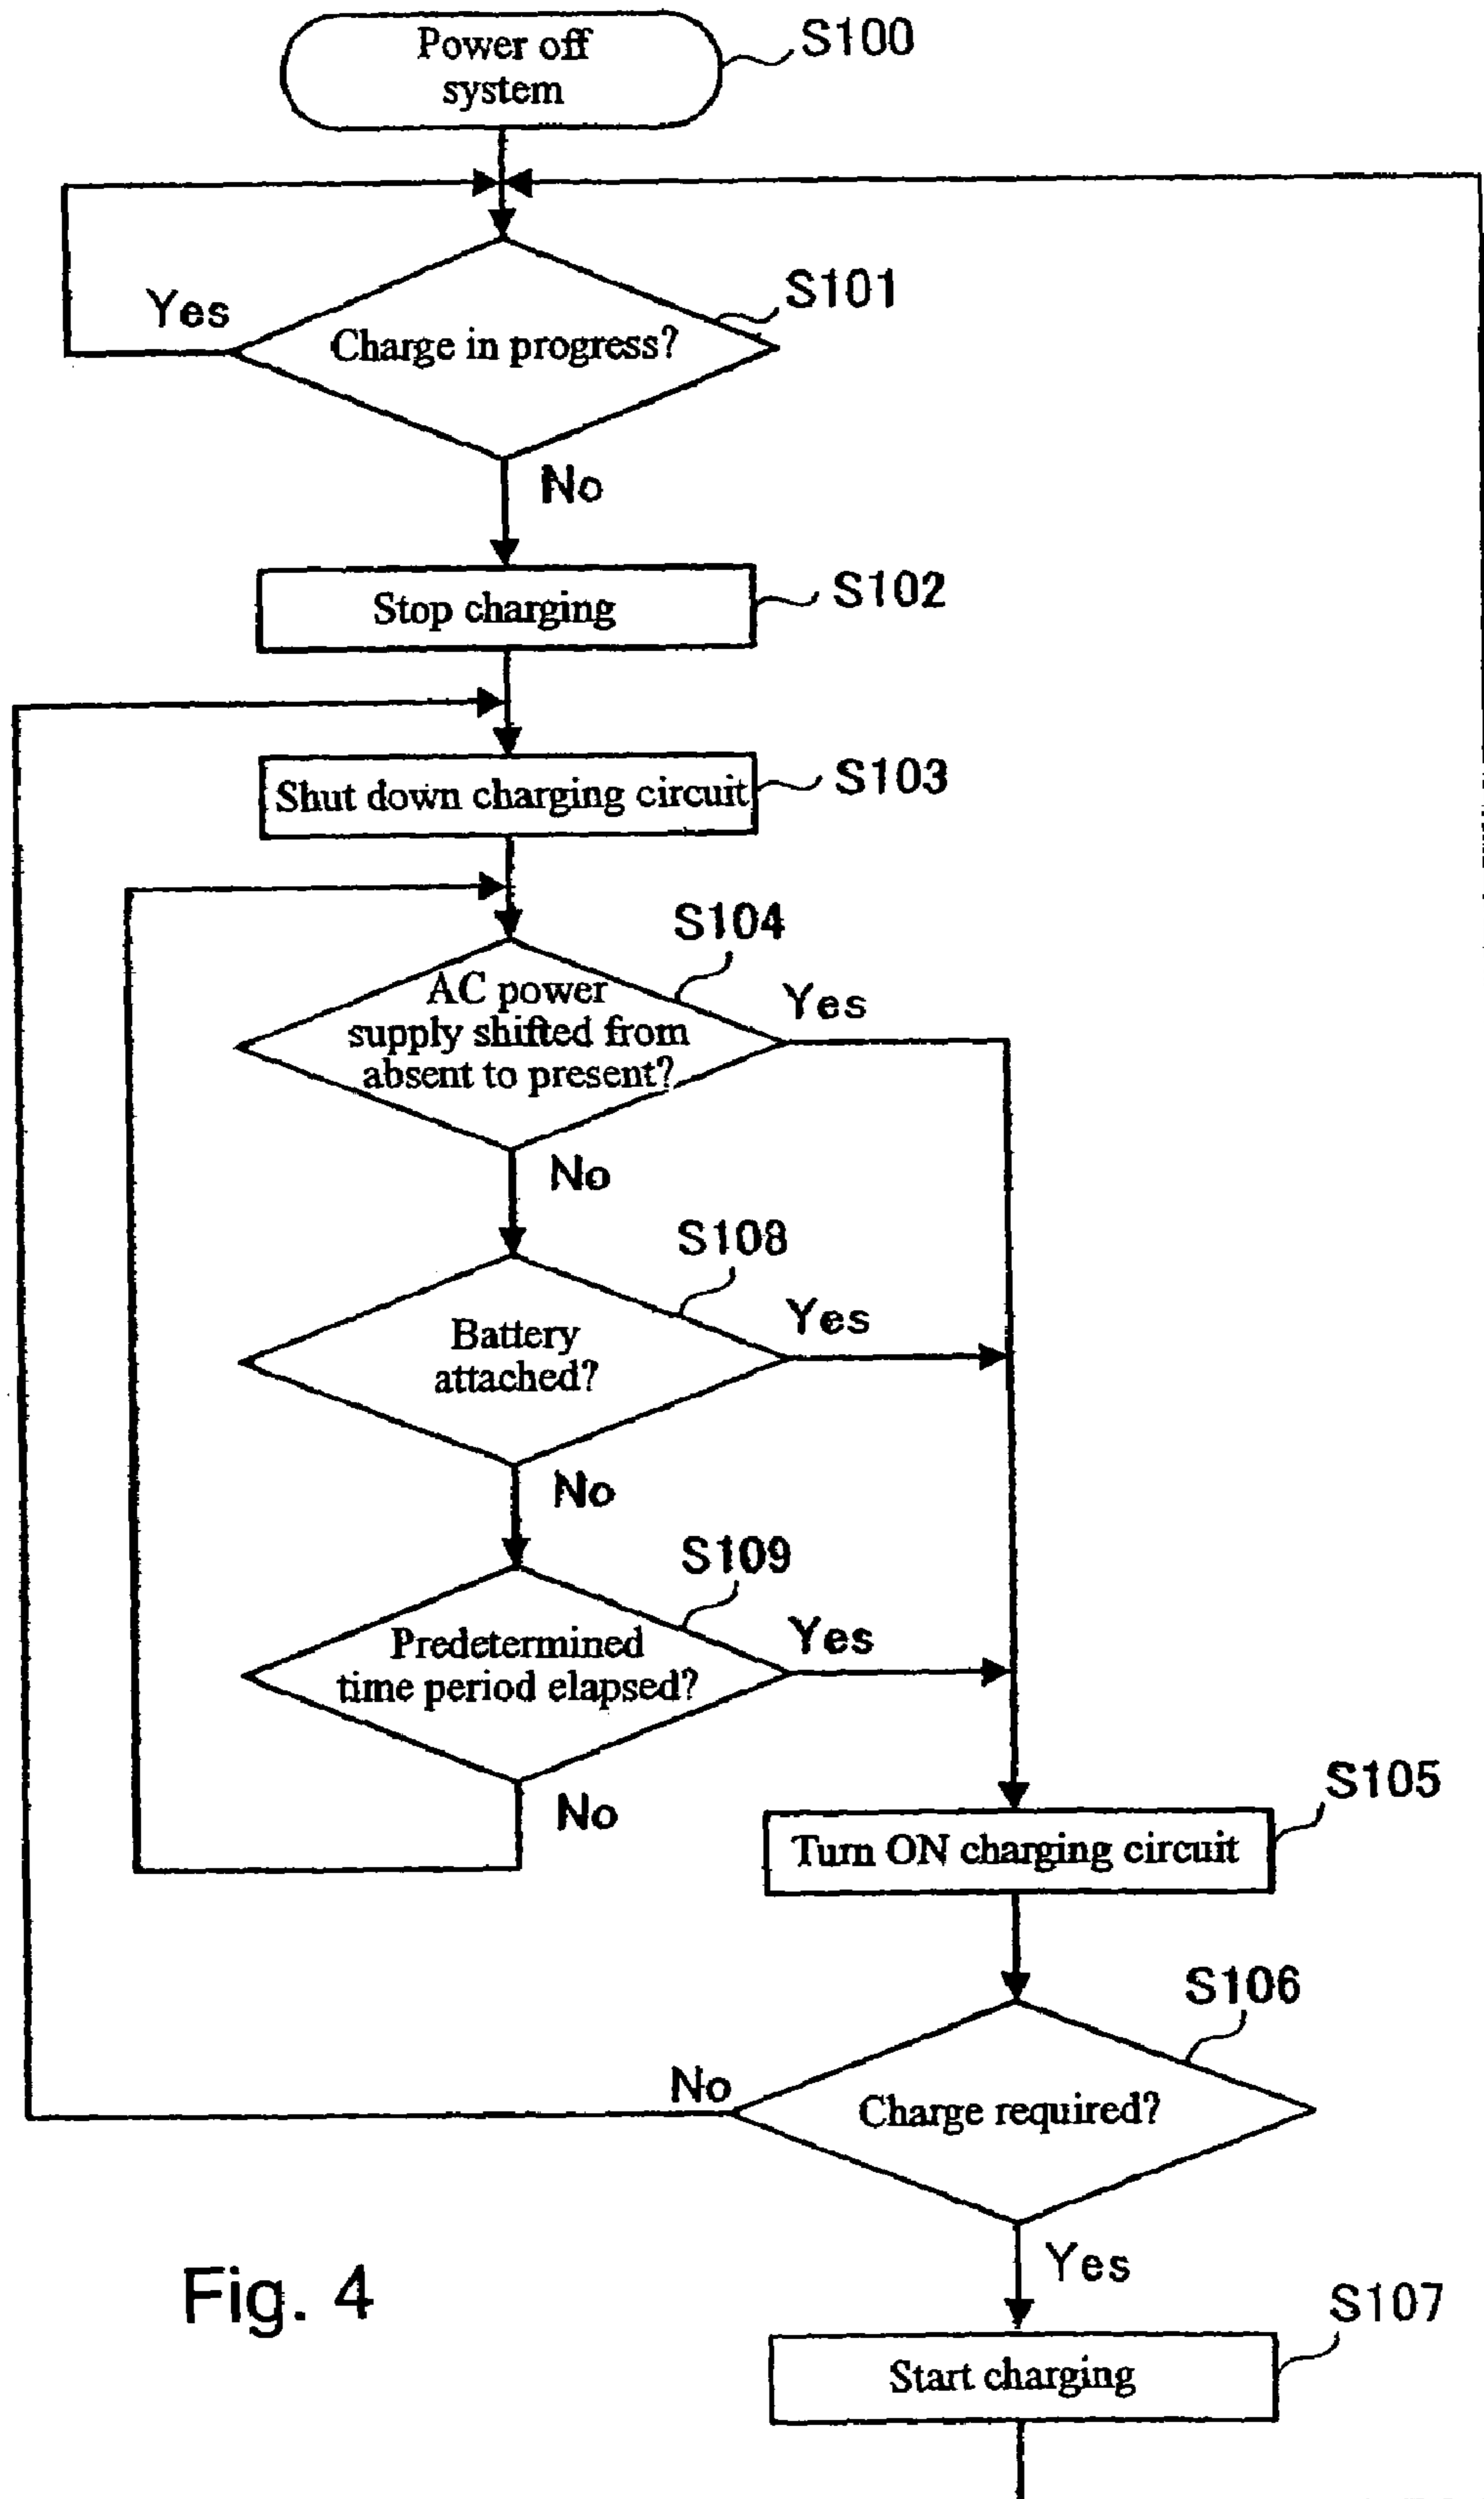 Power off
system
S100
Yes
Charge in progress?
S101
No
Stop charging
S102
Shut down charging circuit
S103
S104
AC power
supply shifted from
absent to present?
Yes
No
S108
Battery
attached?
Yes
No
S109
Predetermined
time period elapsed?
Yes
No
S105
Turn ON charging circuit
S106
Charge required?
No
Yes
S107
Start charging
Fig. 4